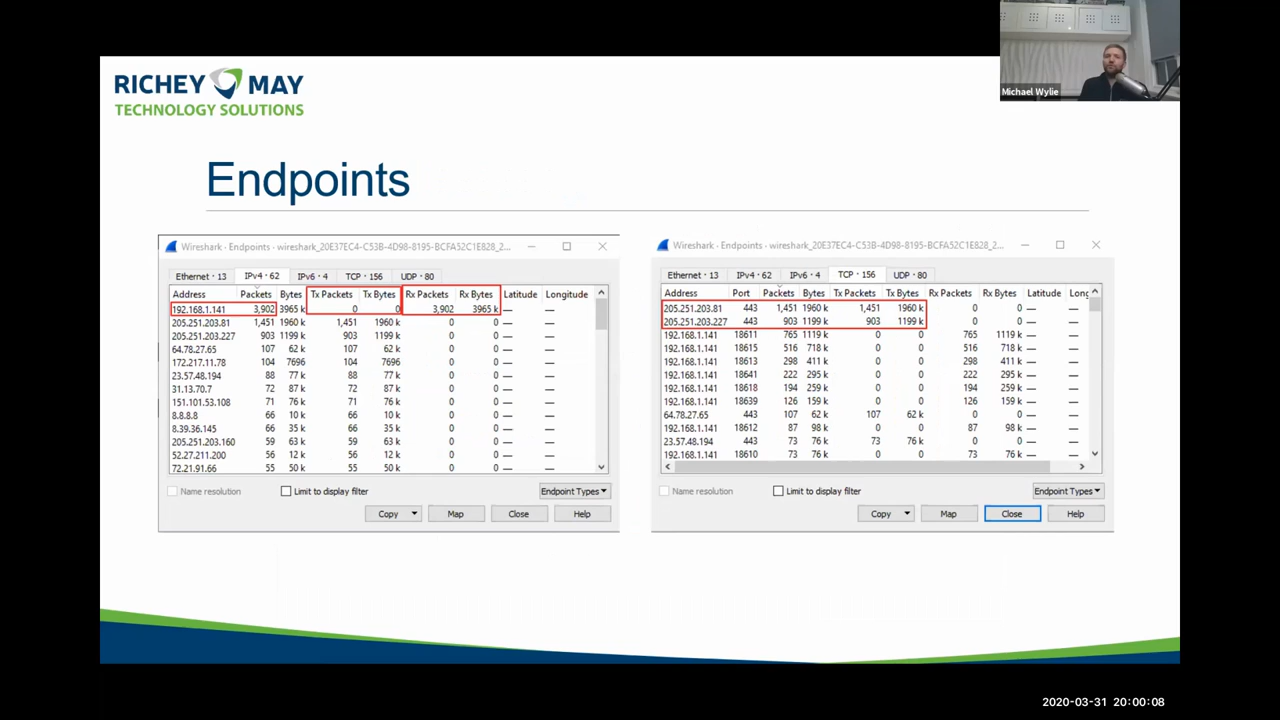 RICHEY MAY
TECHNOLOGY SOLUTIONS
Michael Wylie
Endpoints
Wireshark · Endpoints · wireshark_20E37EC4-C53B-4D98-8195-BCFA52C1E828_2...
Ethernet · 13 IPv4 · 62 IPv6 · 4 TCP · 156 UDP · 80
Address Packets Bytes Tx Packets Tx Bytes Rx Packets Rx Bytes Latitude Longitude
192.168.1.141 3,902 3965 k 0 0 3,902 3965 k — —
205.251.203.81 1,451 1960 k 1,451 1960 k 0 0 — —
205.251.203.227 903 1199 k 903 1199 k 0 0 — —
64.78.27.65 107 62 k 107 62 k 0 0 — —
172.217.11.78 104 7696 104 7696 0 0 — —
23.57.48.194 88 77 k 88 77 k 0 0 — —
31.13.70.7 72 87 k 72 87 k 0 0 — —
151.101.53.108 71 76 k 71 76 k 0 0 — —
8.8.8.8 66 10 k 66 10 k 0 0 — —
8.39.36.145 66 35 k 66 35 k 0 0 — —
205.251.203.160 59 63 k 59 63 k 0 0 — —
52.27.211.200 56 12 k 56 12 k 0 0 — —
72.21.91.66 55 50 k 55 50 k 0 0 — —
Name resolution Limit to display filter Endpoint Types
Copy Map Close Help
Wireshark · Endpoints · wireshark_20E37EC4-C53B-4D98-8195-BCFA52C1E828_2...
Ethernet · 13 IPv4 · 62 IPv6 · 4 TCP · 156 UDP · 80
Address Port Packets Bytes Tx Packets Tx Bytes Rx Packets Rx Bytes Latitude Long
205.251.203.81 443 1,451 1960 k 1,451 1960 k 0 0 — —
205.251.203.227 443 903 1199 k 903 1199 k 0 0 — —
192.168.1.141 18611 765 1119 k 0 0 765 1119 k — —
192.168.1.141 18615 516 718 k 0 0 516 718 k — —
192.168.1.141 18613 298 411 k 0 0 298 411 k — —
192.168.1.141 18641 222 295 k 0 0 222 295 k — —
192.168.1.141 18618 194 259 k 0 0 194 259 k — —
192.168.1.141 18639 126 159 k 0 0 126 159 k — —
64.78.27.65 443 107 62 k 107 62 k 0 0 — —
192.168.1.141 18612 87 98 k 0 0 87 98 k — —
23.57.48.194 443 73 76 k 73 76 k 0 0 — —
192.168.1.141 18610 73 76 k 0 0 73 76 k — —
Name resolution Limit to display filter Endpoint Types
Copy Map Close Help
2020-03-31 20:00:08